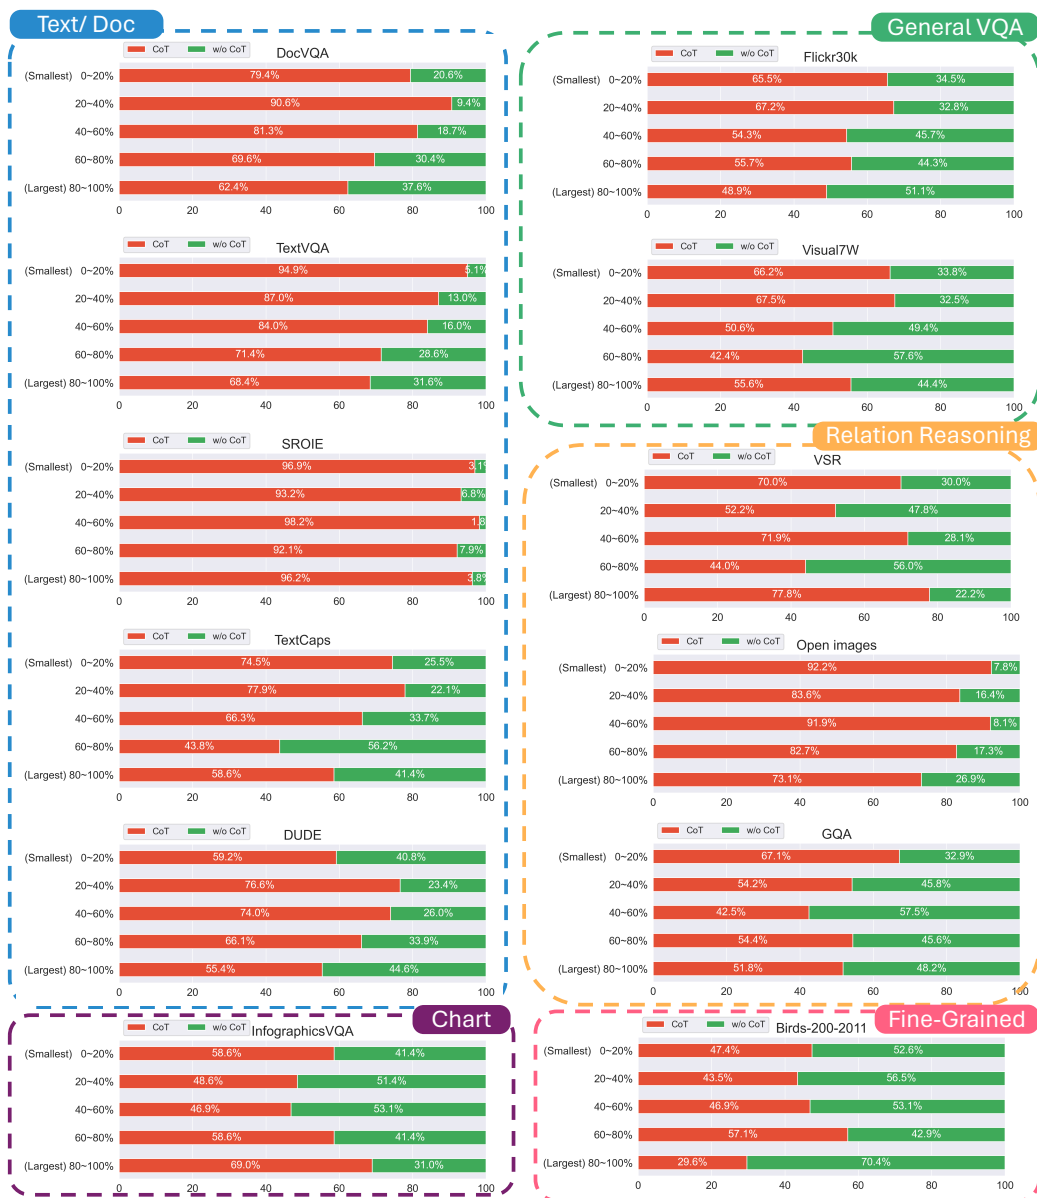 Text/ Doc
CoT w/o CoT
DocVQA
(Smallest) 0~20% 79.4% 20.6%
20~40% 90.6% 9.4%
40~60% 81.3% 18.7%
60~80% 69.6% 30.4%
(Largest) 80~100% 62.4% 37.6%
0 20 40 60 80 100
CoT w/o CoT
TextVQA
(Smallest) 0~20% 94.9% 5.1%
20~40% 87.0% 13.0%
40~60% 84.0% 16.0%
60~80% 71.4% 28.6%
(Largest) 80~100% 68.4% 31.6%
0 20 40 60 80 100
CoT w/o CoT
SROIE
(Smallest) 0~20% 96.9% 3.1%
20~40% 93.2% 6.8%
40~60% 98.2% 1.8
60~80% 92.1% 7.9%
(Largest) 80~100% 96.2% 3.8%
0 20 40 60 80 100
CoT w/o CoT
TextCaps
(Smallest) 0~20% 74.5% 25.5%
20~40% 77.9% 22.1%
40~60% 66.3% 33.7%
60~80% 43.8% 56.2%
(Largest) 80~100% 58.6% 41.4%
0 20 40 60 80 100
CoT w/o CoT
DUDE
(Smallest) 0~20% 59.2% 40.8%
20~40% 76.6% 23.4%
40~60% 74.0% 26.0%
60~80% 66.1% 33.9%
(Largest) 80~100% 55.4% 44.6%
0 20 40 60 80 100
Chart
CoT w/o CoT
InfographicsVQA
(Smallest) 0~20% 58.6% 41.4%
20~40% 48.6% 51.4%
40~60% 46.9% 53.1%
60~80% 58.6% 41.4%
(Largest) 80~100% 69.0% 31.0%
0 20 40 60 80 100
General VQA
CoT w/o CoT
Flickr30k
(Smallest) 0~20% 65.5% 34.5%
20~40% 67.2% 32.8%
40~60% 54.3% 45.7%
60~80% 55.7% 44.3%
(Largest) 80~100% 48.9% 51.1%
0 20 40 60 80 100
CoT w/o CoT
Visual7W
(Smallest) 0~20% 66.2% 33.8%
20~40% 67.5% 32.5%
40~60% 50.6% 49.4%
60~80% 42.4% 57.6%
(Largest) 80~100% 55.6% 44.4%
0 20 40 60 80 100
Relation Reasoning
CoT w/o CoT
VSR
(Smallest) 0~20% 70.0% 30.0%
20~40% 52.2% 47.8%
40~60% 71.9% 28.1%
60~80% 44.0% 56.0%
(Largest) 80~100% 77.8% 22.2%
0 20 40 60 80 100
CoT w/o CoT
Open images
(Smallest) 0~20% 92.2% 7.8%
20~40% 83.6% 16.4%
40~60% 91.9% 8.1%
60~80% 82.7% 17.3%
(Largest) 80~100% 73.1% 26.9%
0 20 40 60 80 100
CoT w/o CoT
GQA
(Smallest) 0~20% 67.1% 32.9%
20~40% 54.2% 45.8%
40~60% 42.5% 57.5%
60~80% 54.4% 45.6%
(Largest) 80~100% 51.8% 48.2%
0 20 40 60 80 100
Fine-Grained
CoT w/o CoT
Birds-200-2011
(Smallest) 0~20% 47.4% 52.6%
20~40% 43.5% 56.5%
40~60% 46.9% 53.1%
60~80% 57.1% 42.9%
(Largest) 80~100% 29.6% 70.4%
0 20 40 60 80 100